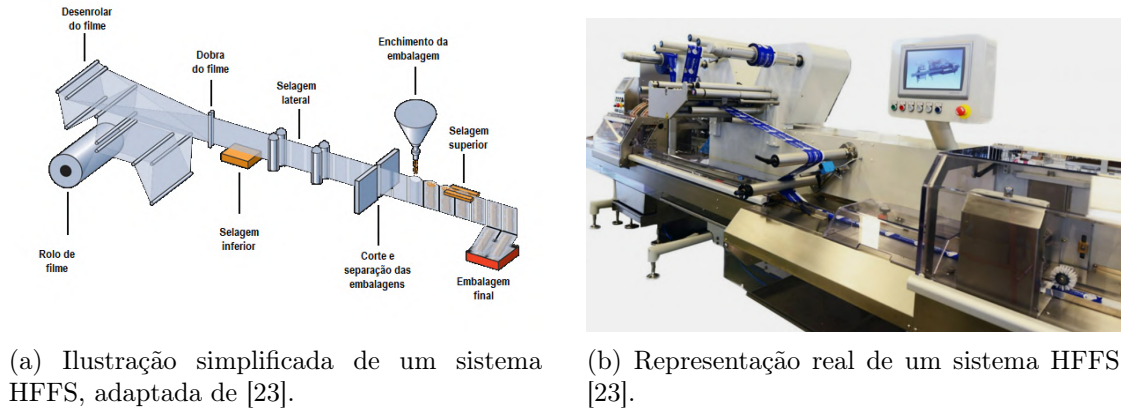 Desenrolar
do filme
Dobra
do filme
Selagem
lateral
Enchimento da
embalagem
Selagem
superior
Rolo de
filme
Selagem
inferior
Corte e
separação das
embalagens
Embalagem
final
(a) Ilustração simplificada de um sistema
HFFS, adaptada de [23].
(b) Representação real de um sistema HFFS
[23].